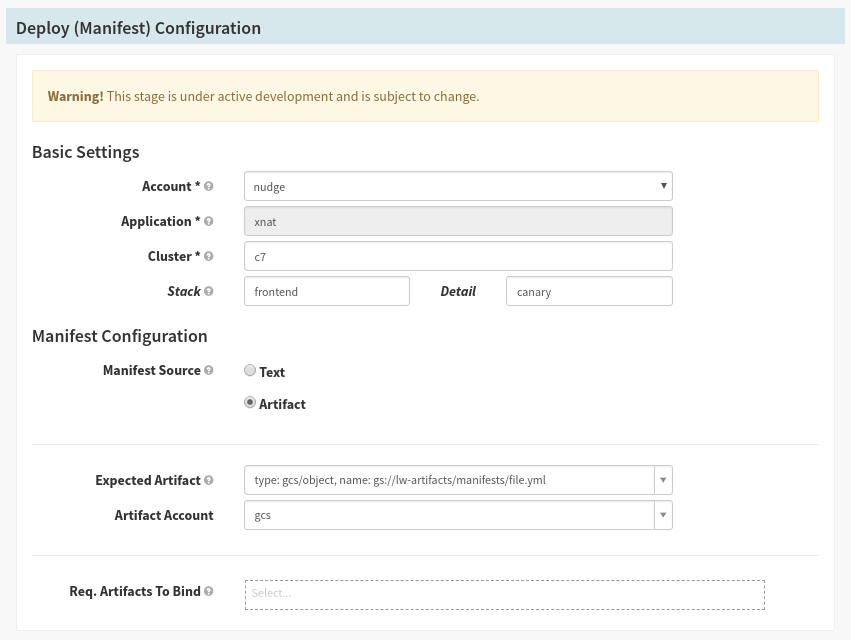 Deploy (Manifest) Configuration
Warning! This stage is under active development and is subject to change.
Basic Settings
Account * nudge
Application * xnat
Cluster * c7
Stack frontend Detail canary
Manifest Configuration
Manifest Source Text
Artifact
Expected Artifact type: gcs/object, name: gs://lw-artifacts/manifests/file.yml
Artifact Account gcs
Req. Artifacts To Bind Select...